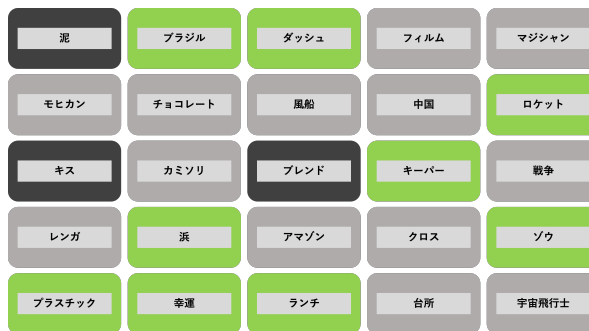 泥
ブラジル
ダッシュ
フィルム
マジシャン
モヒカン
チョコレート
風船
中国
ロケット
キス
カミソリ
ブレンド
キーパー
戦争
レンガ
浜
アマゾン
クロス
ゾウ
プラスチック
幸運
ランチ
台所
宇宙飛行士